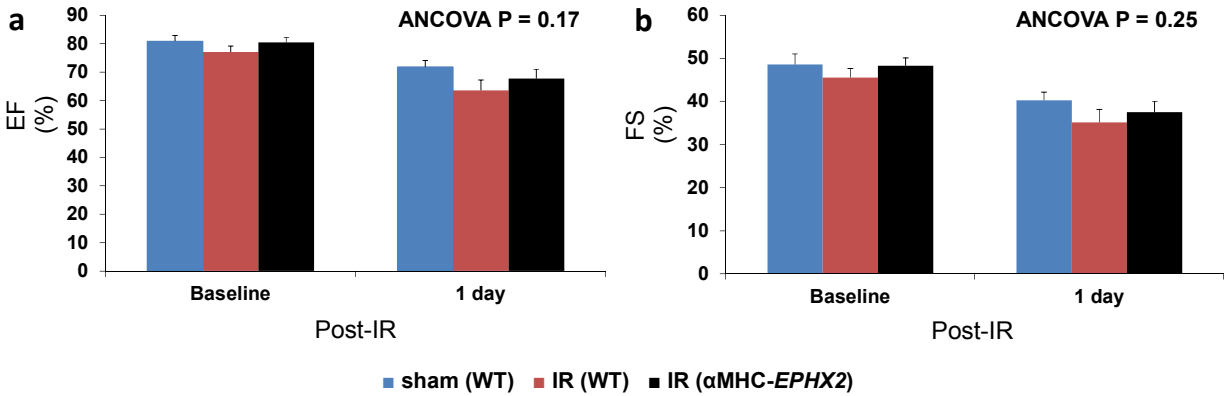 a
ANCOVA P = 0.17
EF
(%)
90
80
70
60
50
40
30
20
10
0
Baseline
1 day
Post-IR
b
ANCOVA P = 0.25
FS
(%)
60
50
40
30
20
10
0
Baseline
1 day
Post-IR
sham (WT) IR (WT) IR (αMHC-EPHX2)